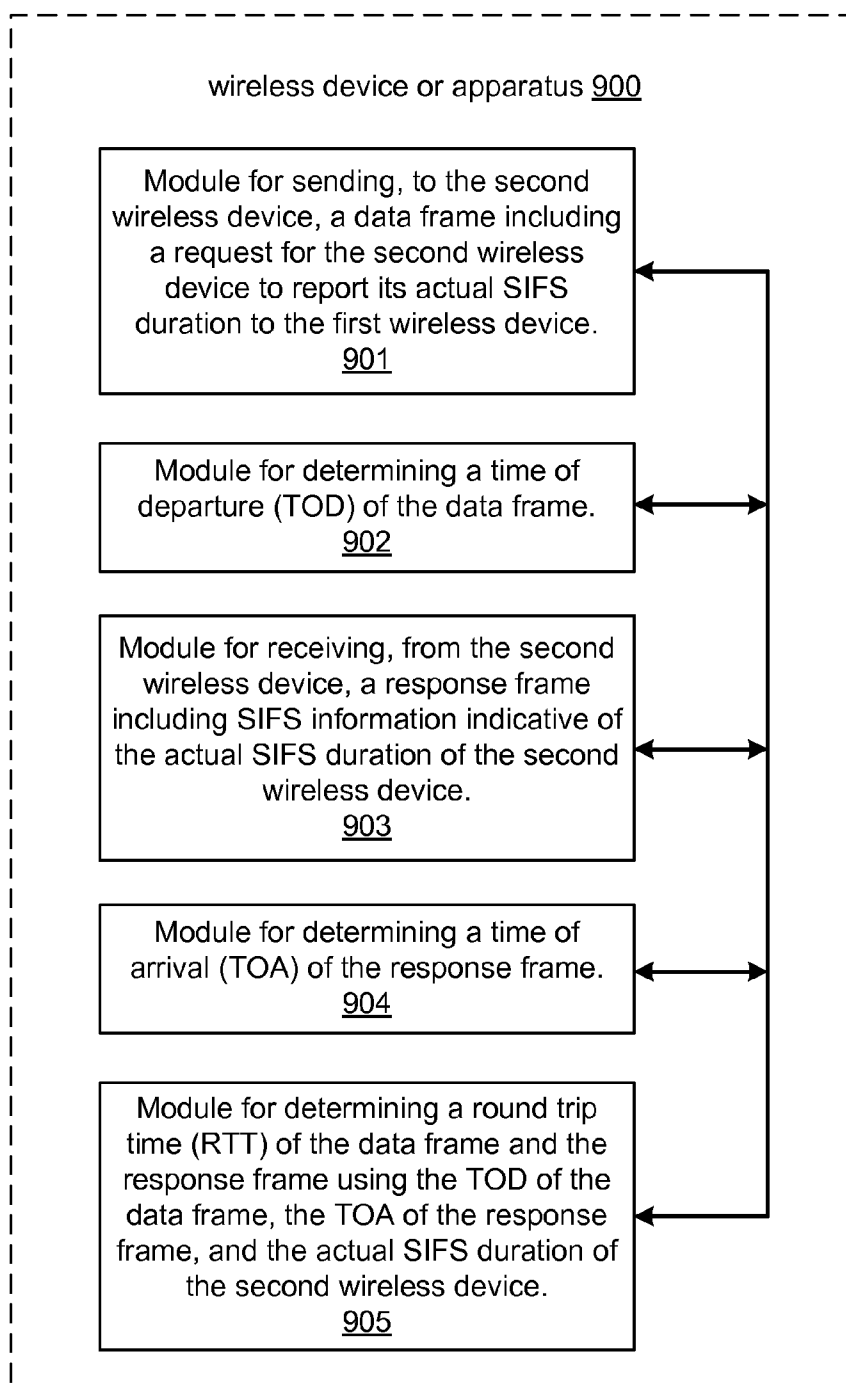 wireless device or apparatus 900
Module for sending, to the second
wireless device, a data frame including
a request for the second wireless
device to report its actual SIFS
duration to the first wireless device.
901
Module for determining a time of
departure (TOD) of the data frame.
902
Module for receiving, from the second
wireless device, a response frame
including SIFS information indicative of
the actual SIFS duration of the second
wireless device.
903
Module for determining a time of
arrival (TOA) of the response frame.
904
Module for determining a round trip
time (RTT) of the data frame and the
response frame using the TOD of the
data frame, the TOA of the response
frame, and the actual SIFS duration of
the second wireless device.
905